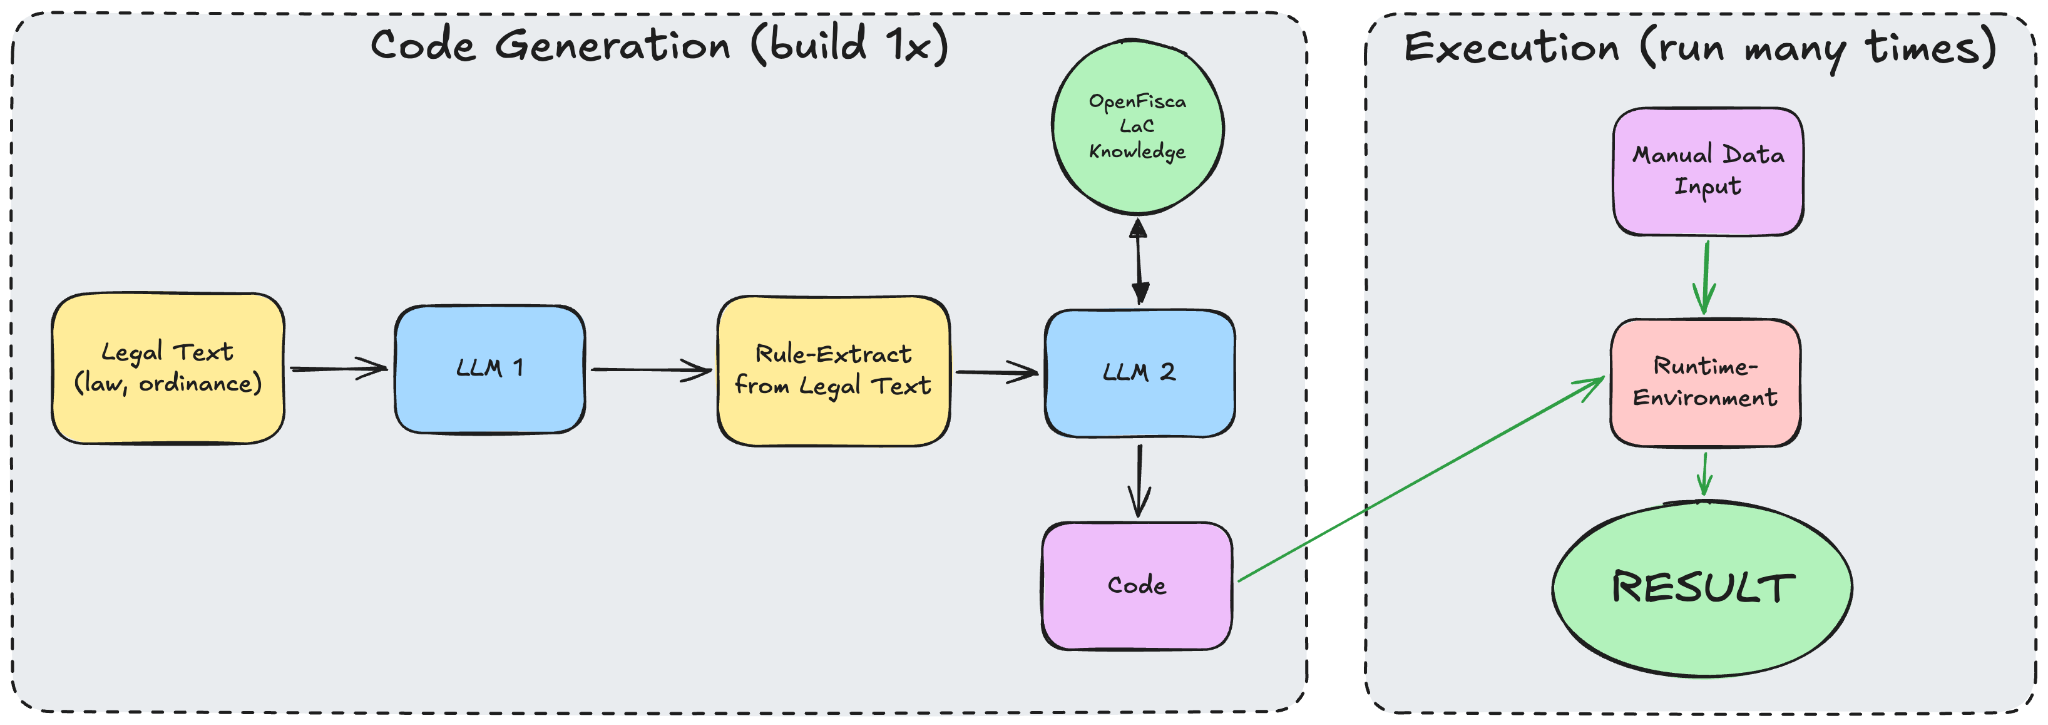 Code Generation (build 1x)
OpenFisca
LaC
Knowledge
Legal Text
(law, ordinance)
LLM 1
Rule-Extract
from Legal Text
LLM 2
Code
Execution (run many times)
Manual Data
Input
Runtime-
Environment
RESULT